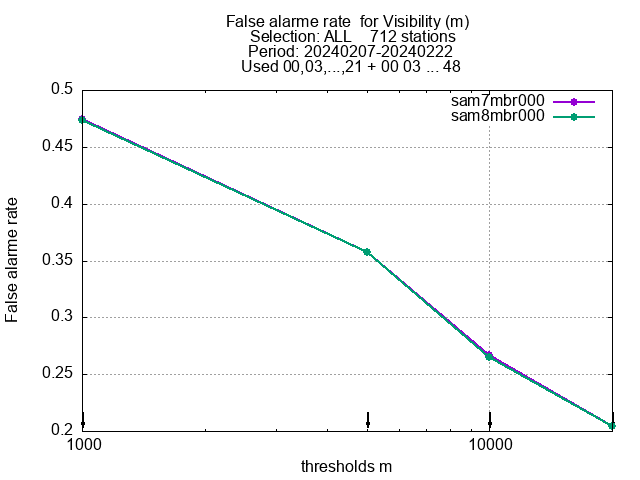 False alarme rate  for Visibility (m)
Selection: ALL    712 stations
Period: 20240207-20240222
Used 00,03,...,21 + 00 03 ... 48
sam7mbr000
sam8mbr000
0.5
0.45
0.4
0.35
0.3
0.25
0.2
False alarme rate
1000
10000
thresholds m